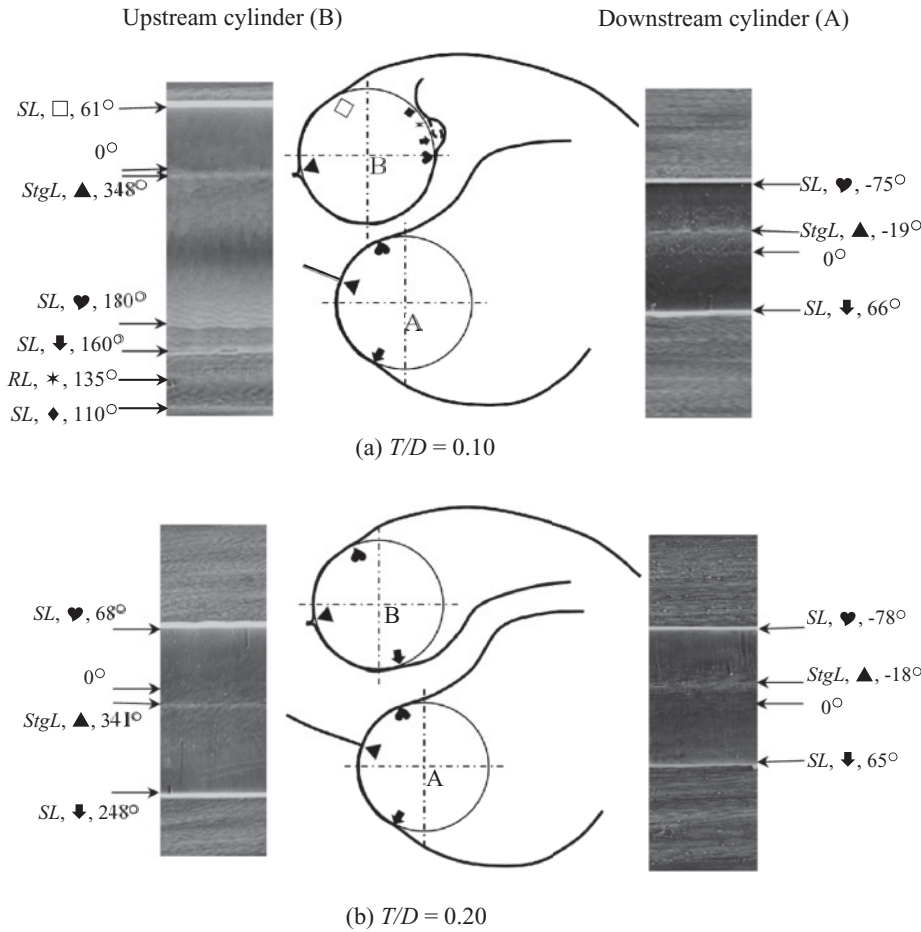 Upstream cylinder (B)
Downstream cylinder (A)
SL, □, 61°
0°
StgL, ▲, 348°
SL, ♥, 180°
SL, 🡇, 160°
RL, ✶, 135°
SL, ♦, 110°
B
A
SL, ♥, -75°
StgL, ▲, -19°
0°
SL, 🡇, 66°
(a) T/D = 0.10
SL, ♥, 68°
0°
StgL, ▲, 341°
SL, 🡇, 248°
B
A
SL, ♥, -78°
StgL, ▲, -18°
0°
SL, 🡇, 65°
(b) T/D = 0.20